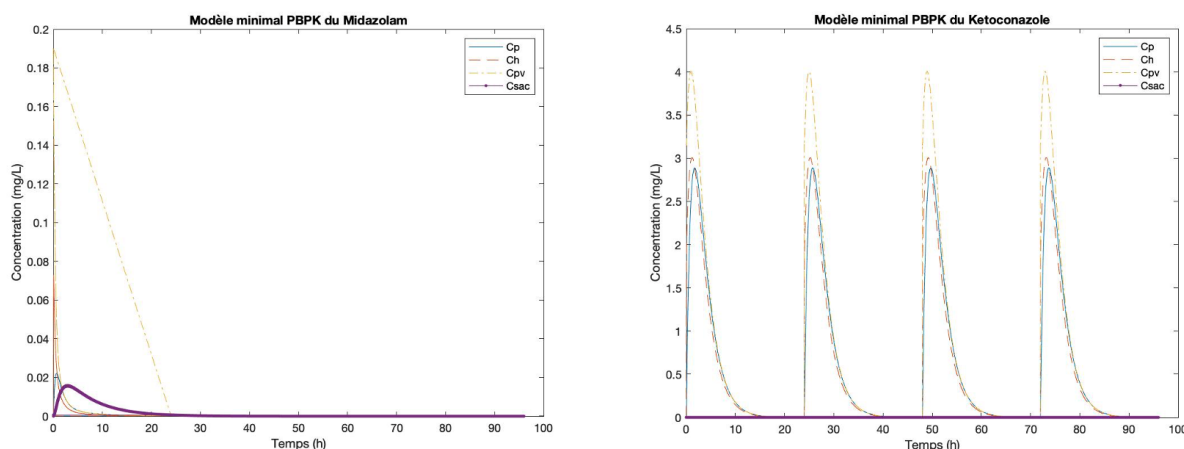 Modèle minimal PBPK du Midazolam
0.2
0.18
0.16
0.14
0.12
0.1
0.08
0.06
0.04
0.02
0
Concentration (mg/L)
0 10 20 30 40 50 60 70 80 90 100
Temps (h)
Cp
Ch
Cpv
Csac
Modèle minimal PBPK du Ketoconazole
4.5
4
3.5
3
2.5
2
1.5
1
0.5
0
Concentration (mg/L)
0 10 20 30 40 50 60 70 80 90 100
Temps (h)
Cp
Ch
Cpv
Csac